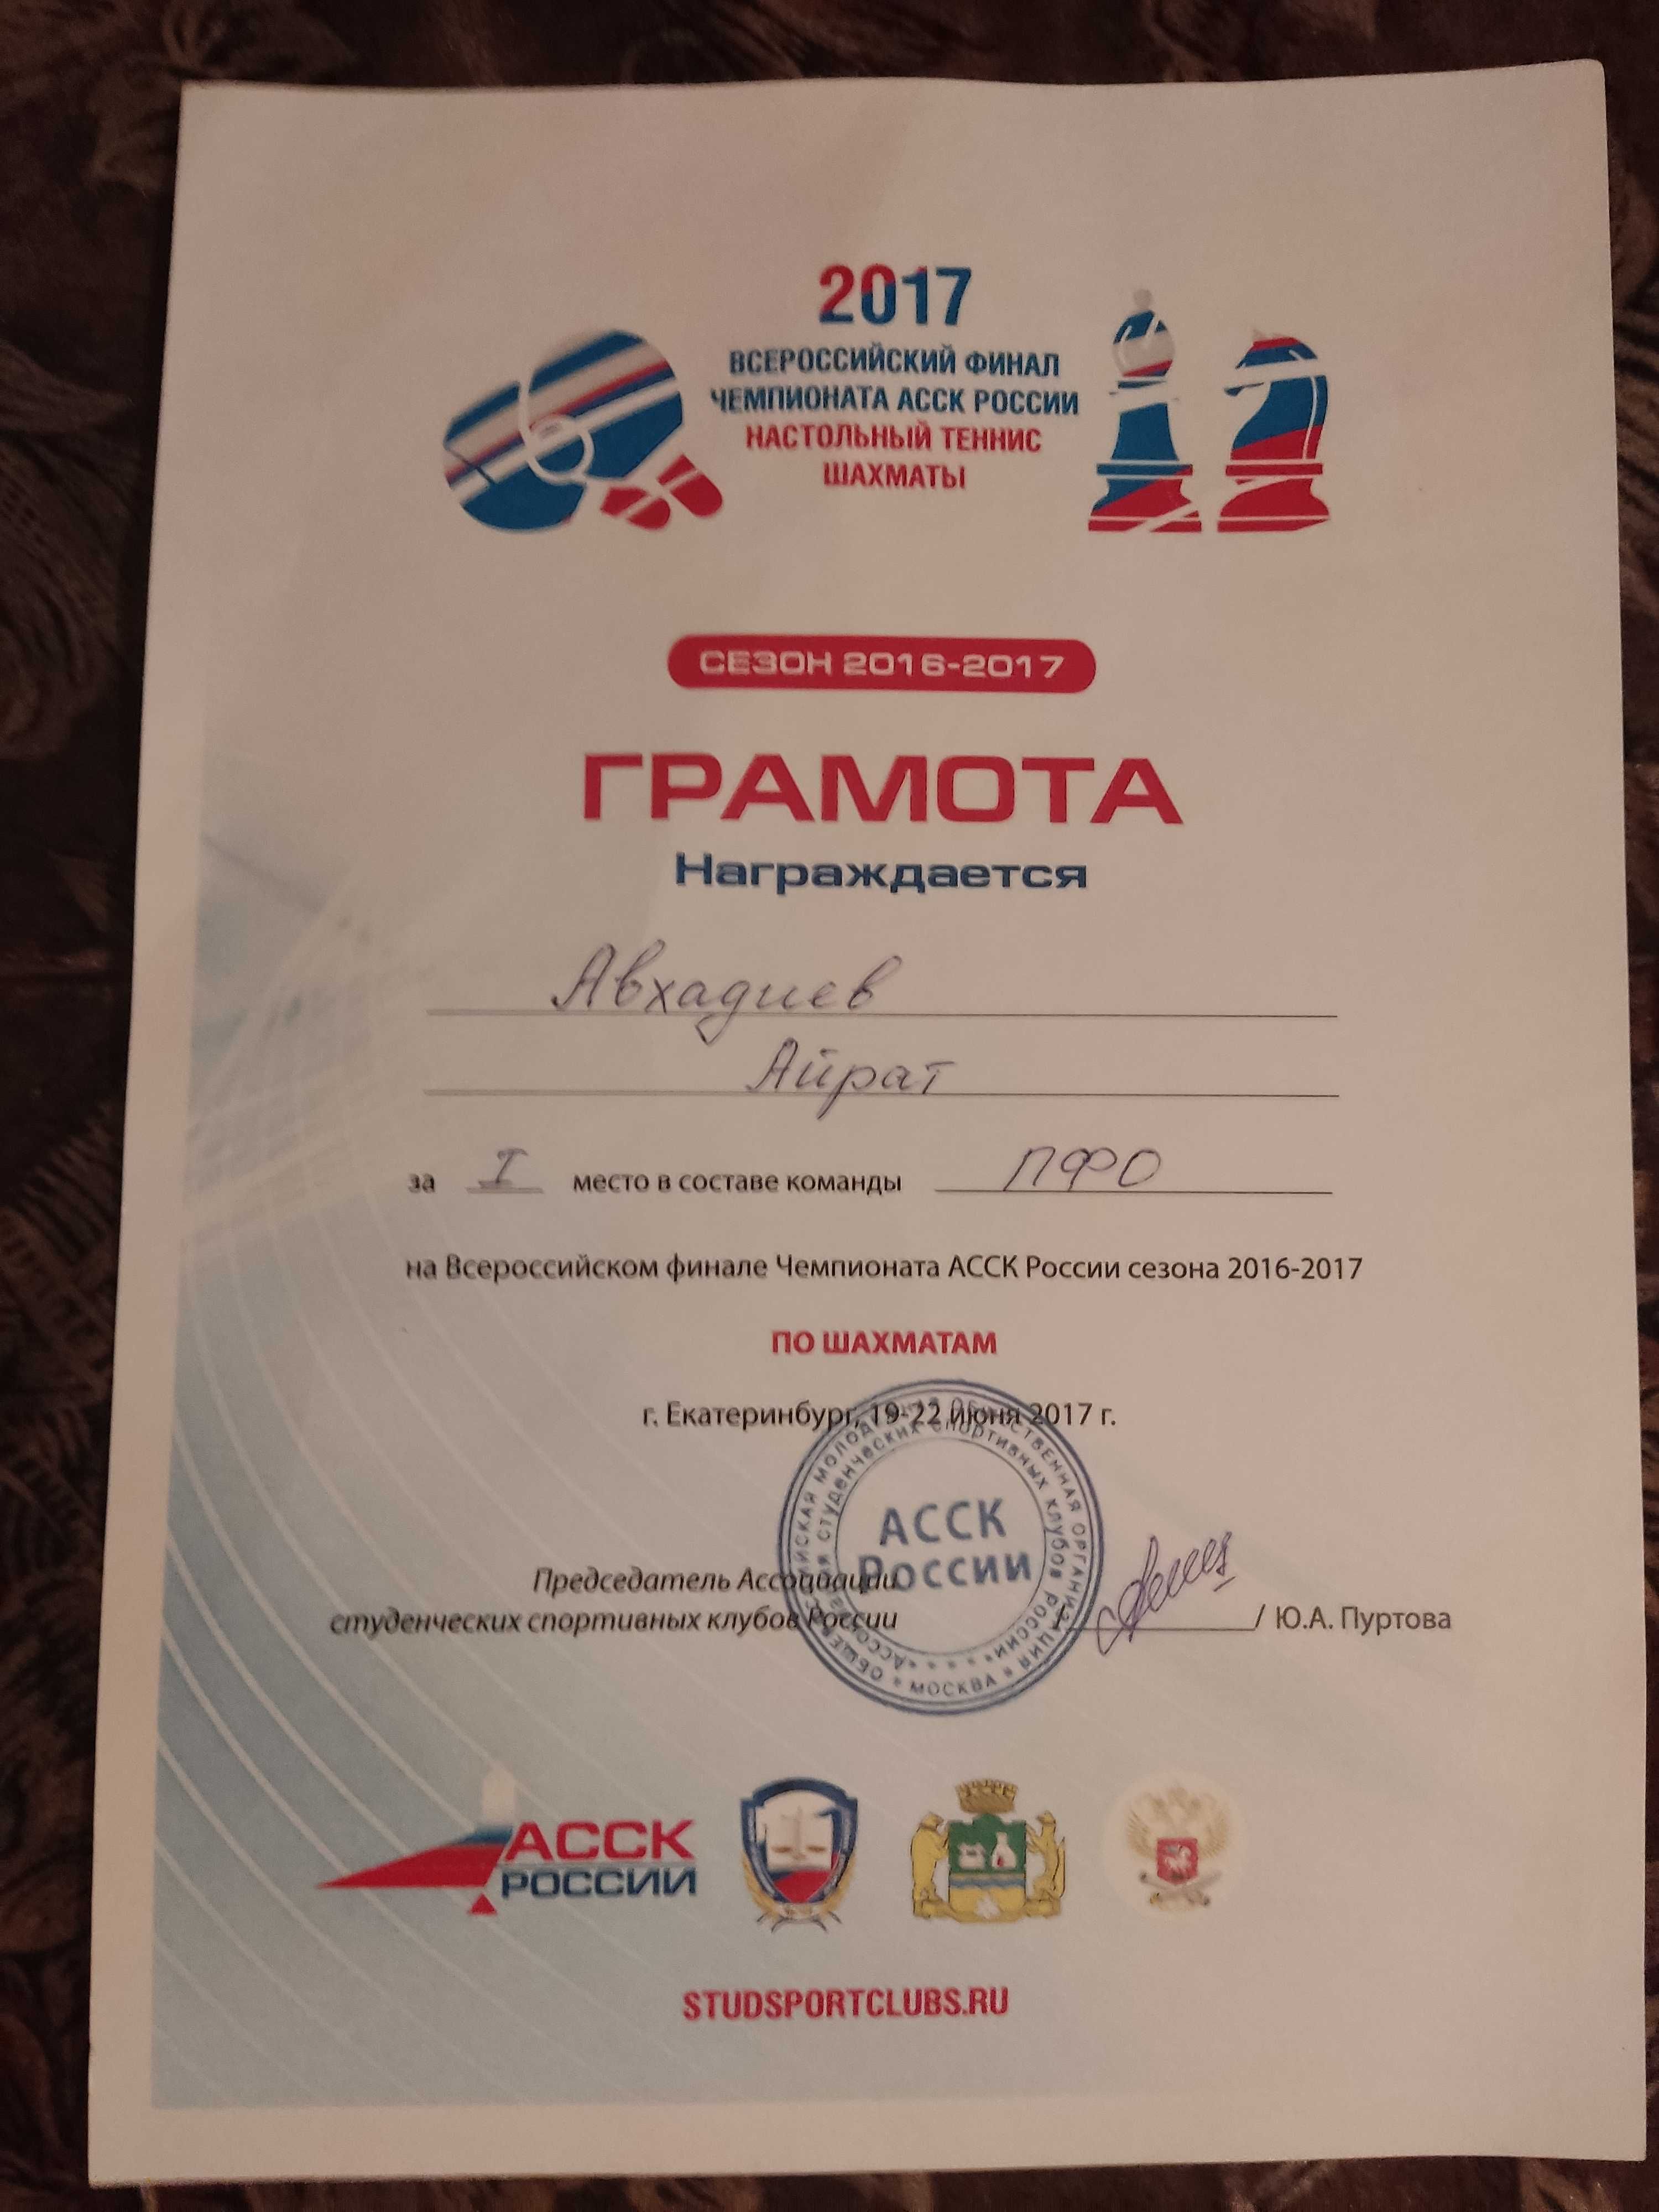 2017
ВСЕРОССИЙСКИЙ ФИНАЛ
ЧЕМПИОНАТА АССК РОССИИ
НАСТОЛЬНЫЙ ТЕННИС
ШАХМАТЫ
СЕЗОН 2016-2017
ГРАМОТА
Награждается
Авхадиев
Айрат
за I место в составе команды ПФО
на Всероссийском финале Чемпионата АССК России сезона 2016-2017
ПО ШАХМАТАМ
г. Екатеринбург, 19-22 июня 2017 г.
АССК
России
МОСКВА
Председатель Ассоциации
студенческих спортивных клубов России / Ю.А. Пуртова
АССК
РОССИИ
STUDSPORTCLUBS.RU